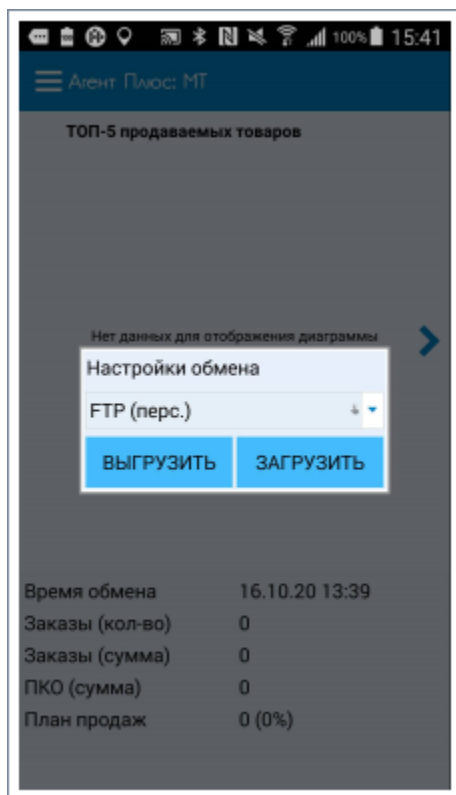 100% 15:41
Агент Плюс: МТ
ТОП-5 продаваемых товаров
Нет данных для отображения диаграммы
Настройки обмена
FTP (перс.)
ВЫГРУЗИТЬ ЗАГРУЗИТЬ
Время обмена 16.10.20 13:39
Заказы (кол-во) 0
Заказы (сумма) 0
ПКО (сумма) 0
План продаж 0 (0%)